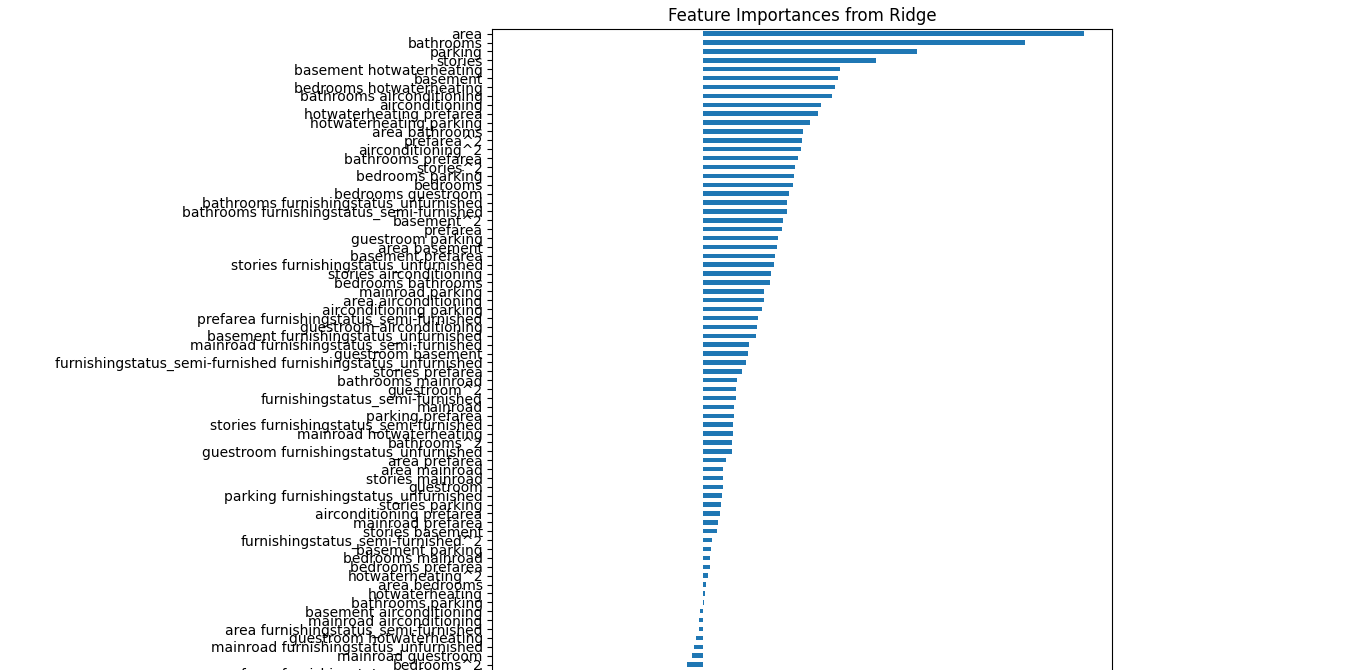 Feature Importances from Ridge
area
bathrooms
parking
stories
basement hotwaterheating
basement
bedrooms hotwaterheating
bathrooms airconditioning
airconditioning
hotwaterheating prefarea
hotwaterheating parking
area bathrooms
prefarea^2
airconditioning^2
bathrooms prefarea
stories^2
bedrooms parking
bedrooms
bedrooms guestroom
bathrooms furnishingstatus_unfurnished
bathrooms furnishingstatus_semi-furnished
basement^2
prefarea
guestroom parking
area basement
basement prefarea
stories furnishingstatus_unfurnished
stories airconditioning
bedrooms bathrooms
mainroad parking
area airconditioning
airconditioning parking
prefarea furnishingstatus_semi-furnished
guestroom airconditioning
basement furnishingstatus_unfurnished
mainroad furnishingstatus_semi-furnished
guestroom basement
furnishingstatus_semi-furnished furnishingstatus_unfurnished
stories prefarea
bathrooms mainroad
guestroom^2
furnishingstatus_semi-furnished
mainroad
parking prefarea
stories furnishingstatus_semi-furnished
mainroad hotwaterheating
bathrooms^2
guestroom furnishingstatus_unfurnished
area prefarea
area mainroad
stories mainroad
guestroom
parking furnishingstatus_unfurnished
stories parking
airconditioning prefarea
mainroad prefarea
stories basement
furnishingstatus_semi-furnished^2
basement parking
bedrooms mainroad
bedrooms prefarea
hotwaterheating^2
area bedrooms
hotwaterheating
bathrooms parking
basement airconditioning
mainroad airconditioning
area furnishingstatus_semi-furnished
guestroom hotwaterheating
mainroad furnishingstatus_unfurnished
mainroad guestroom
bedrooms^2